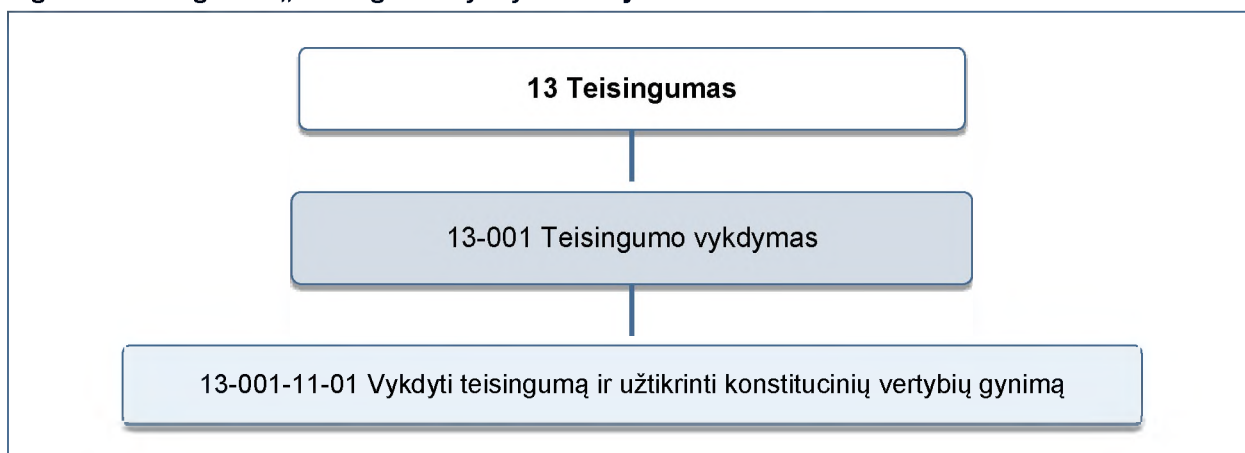 13 Teisingumas
13-001 Teisingumo vykdymas
13-001-11-01 Vykdyti teisingumą ir užtikrinti konstitucinių vertybių gynimą